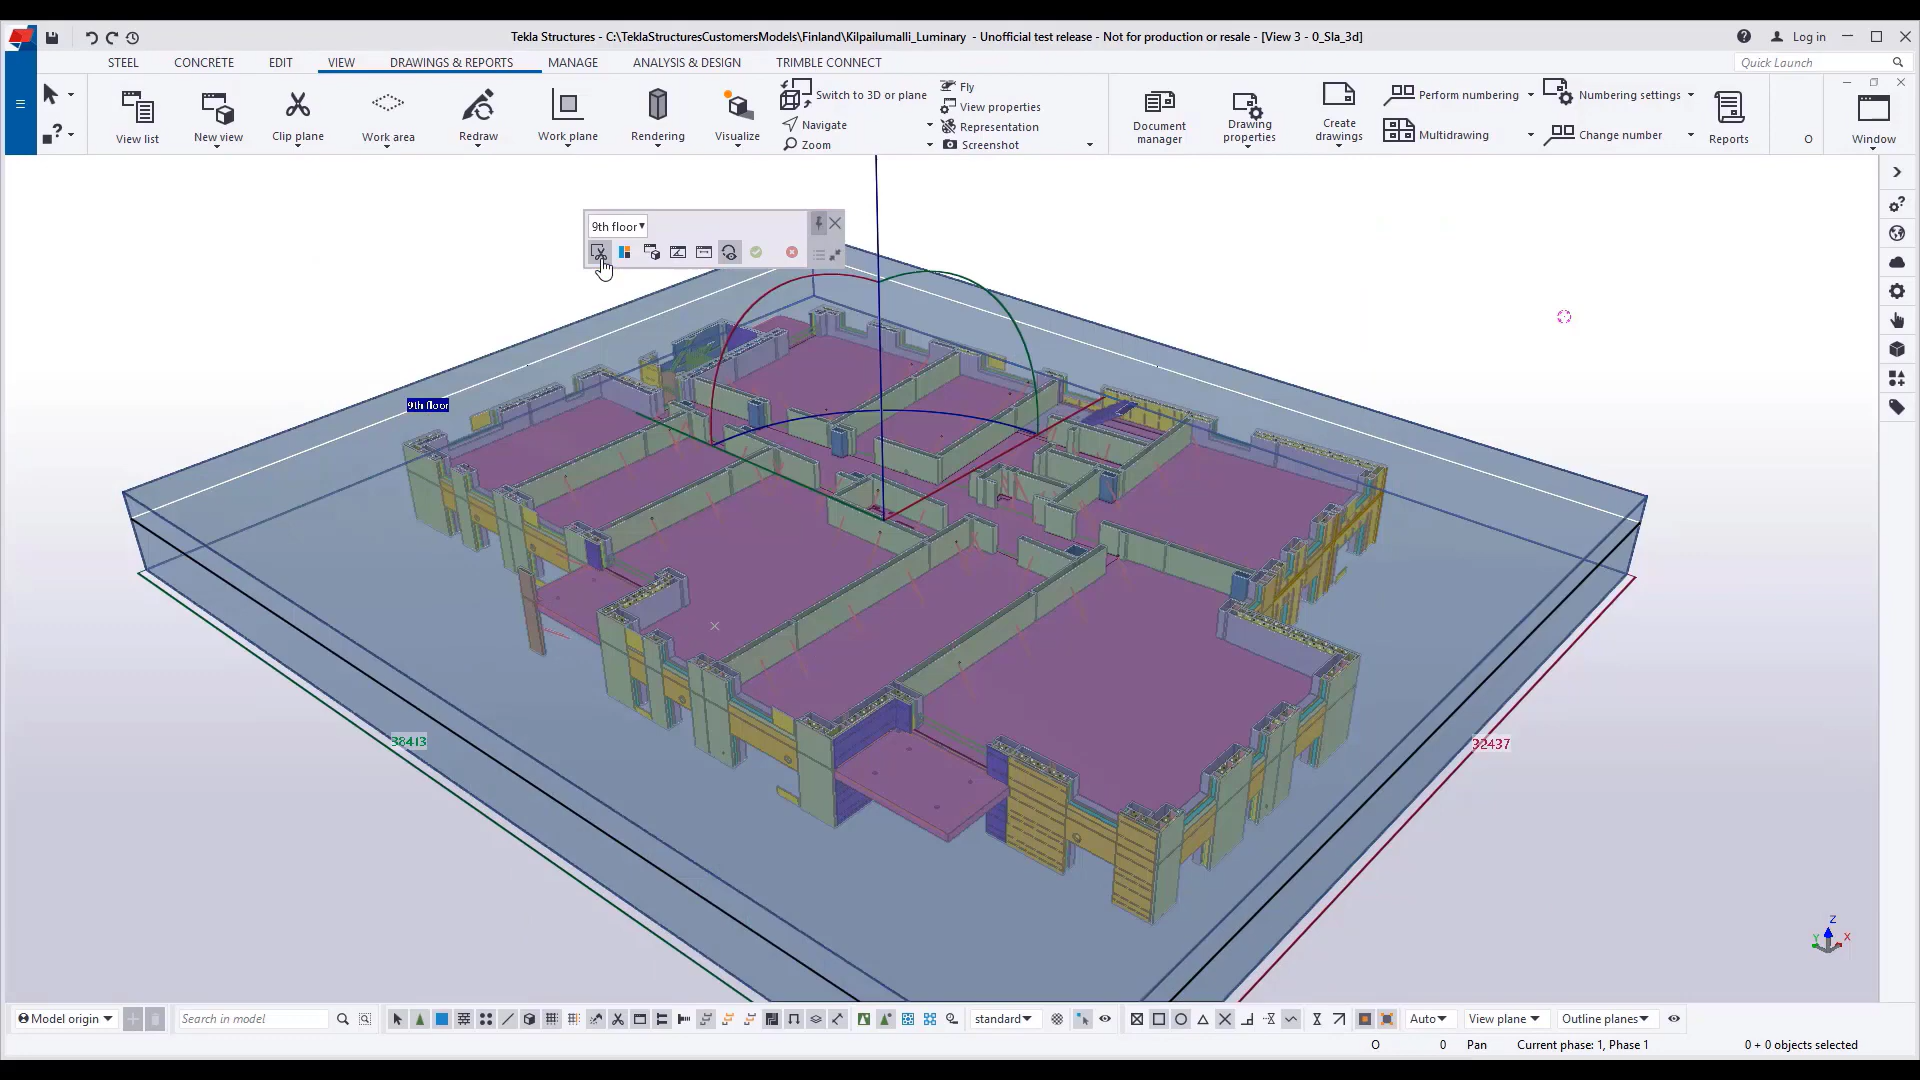 Tekla Structures - C:\TeklaStructuresCustomersModels\Finland\Kilpailumalli_Luminary - Unofficial test release - Not for production or resale - [View 3 - 0_Sla_3d]
Log in
STEEL CONCRETE EDIT VIEW DRAWINGS & REPORTS MANAGE ANALYSIS & DESIGN TRIMBLE CONNECT
Quick Launch
View list
New view
Clip plane
Work area
Redraw
Work plane
Rendering
Visualize
Switch to 3D or plane
Navigate
Zoom
Fly
View properties
Representation
Screenshot
Document manager
Drawing properties
Create drawings
Perform numbering
Multidrawing
Numbering settings
Change number
Reports
O
Window
9th floor
9th floor
38413
32437
Z
Y
X
Model origin
Search in model
standard
Auto
View plane
Outline planes
O 0 Pan Current phase: 1, Phase 1 0 + 0 objects selected